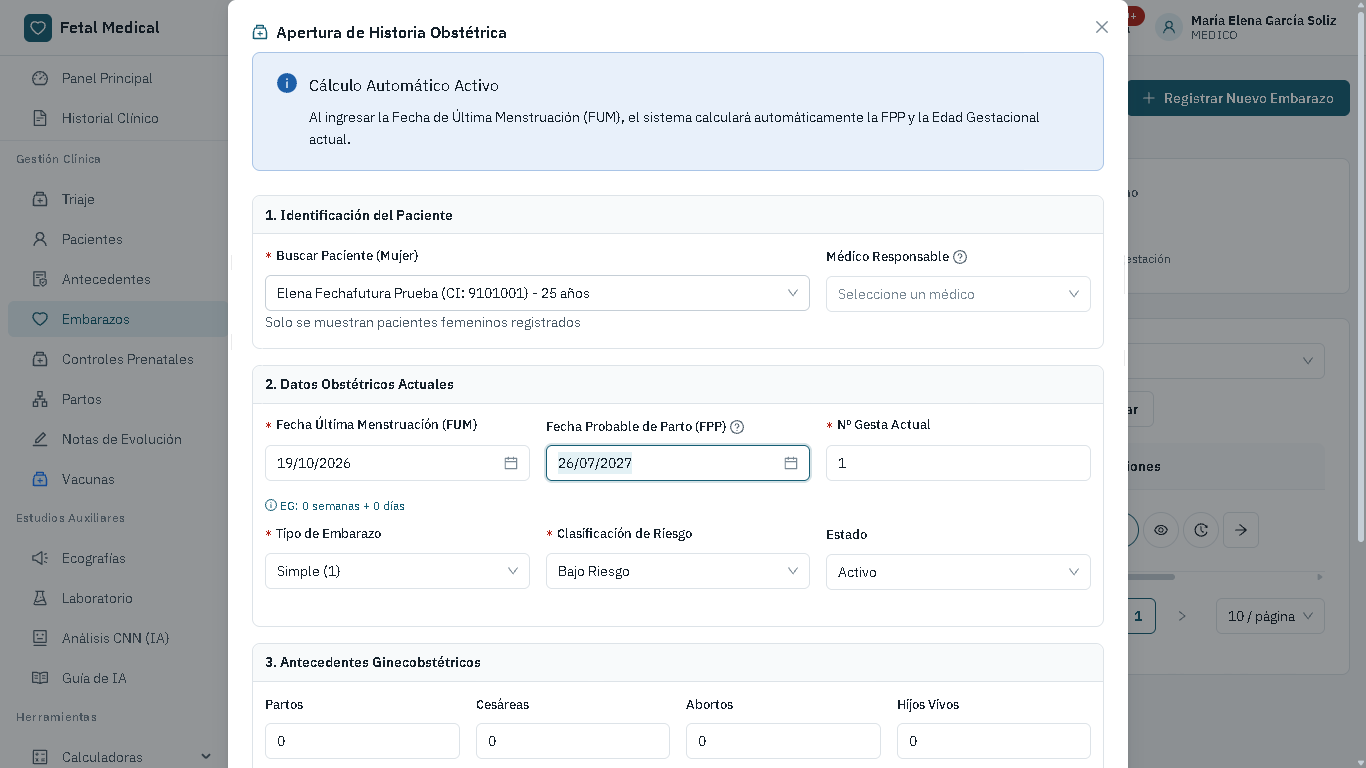 Fetal Medical
Panel Principal
Historial Clínico
Gestión Clínica
Triaje
Pacientes
Antecedentes
Embarazos
Controles Prenatales
Partos
Notas de Evolución
Vacunas
Estudios Auxiliares
Ecografías
Laboratorio
Análisis CNN (IA)
Guía de IA
Herramientas
Calculadoras
Apertura de Historia Obstétrica
Cálculo Automático Activo
Al ingresar la Fecha de Última Menstruación (FUM), el sistema calculará automáticamente la FPP y la Edad Gestacional
actual.
1. Identificación del Paciente
* Buscar Paciente (Mujer)
Médico Responsable
Elena Fechafutura Prueba (CI: 9101001) - 25 años
Seleccione un médico
Solo se muestran pacientes femeninos registrados
2. Datos Obstétricos Actuales
* Fecha Última Menstruación (FUM)
Fecha Probable de Parto (FPP)
* Nº Gesta Actual
19/10/2026
26/07/2027
1
EG: 0 semanas + 0 días
* Tipo de Embarazo
* Clasificación de Riesgo
Estado
Simple (1)
Bajo Riesgo
Activo
3. Antecedentes Ginecobstétricos
Partos
Cesáreas
Abortos
Hijos Vivos
0
0
0
0
María Elena García Soliz
MEDICO
+ Registrar Nuevo Embarazo
estación
ar
iones
1
10 / página